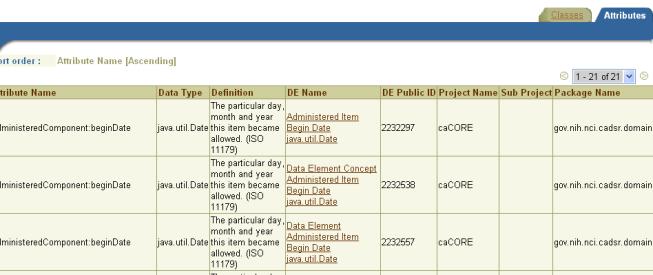 Classes Attributes
ort order : Attribute Name [Ascending]
1 - 21 of 21
tribute Name Data Type Definition DE Name DE Public ID Project Name Sub Project Package Name
The particular day,
month and year
this item became
allowed. (ISO
11179)
Administered Item
Begin Date
java.util.Date
dministeredComponent:beginDate java.util.Date 2232297 caCORE gov.nih.nci.cadsr.domain
The particular day,
month and year
this item became
allowed. (ISO
11179)
Data Element Concept
Administered Item
Begin Date
java.util.Date
dministeredComponent:beginDate java.util.Date 2232538 caCORE gov.nih.nci.cadsr.domain
The particular day,
month and year
this item became
allowed. (ISO
11179)
Data Element
Administered Item
Begin Date
java.util.Date
dministeredComponent:beginDate java.util.Date 2232557 caCORE gov.nih.nci.cadsr.domain